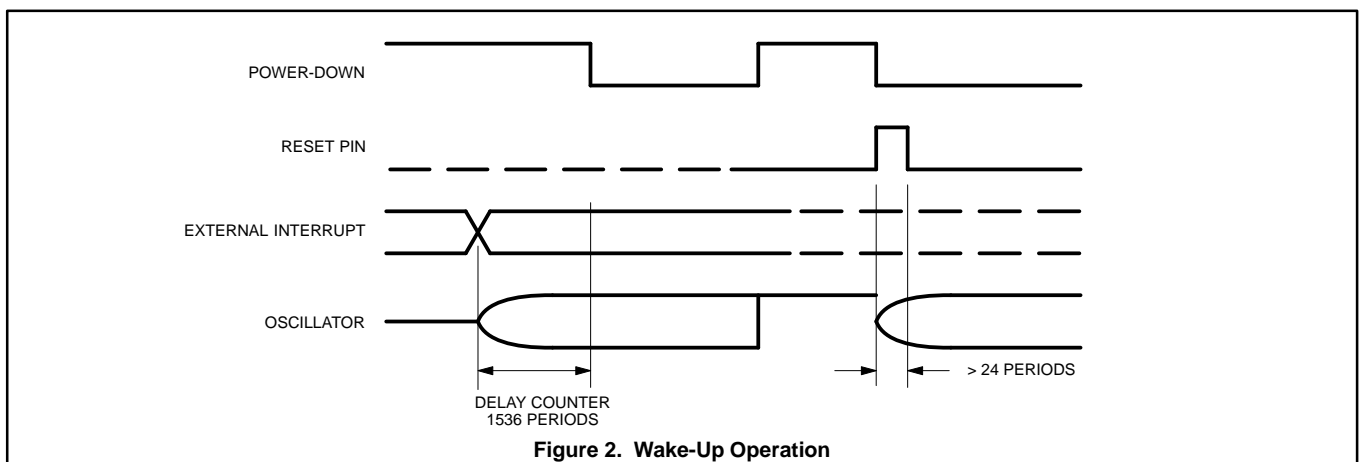 POWER-DOWN
RESET PIN
EXTERNAL INTERRUPT
OSCILLATOR
> 24 PERIODS
DELAY COUNTER
1536 PERIODS
Figure 2. Wake-Up Operation